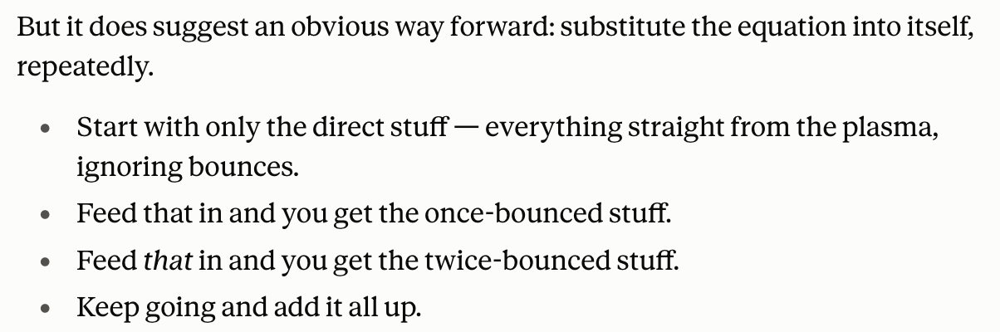 But it does suggest an obvious way forward: substitute the equation into itself,
repeatedly.
• Start with only the direct stuff — everything straight from the plasma,
ignoring bounces.
• Feed that in and you get the once-bounced stuff.
• Feed that in and you get the twice-bounced stuff.
• Keep going and add it all up.